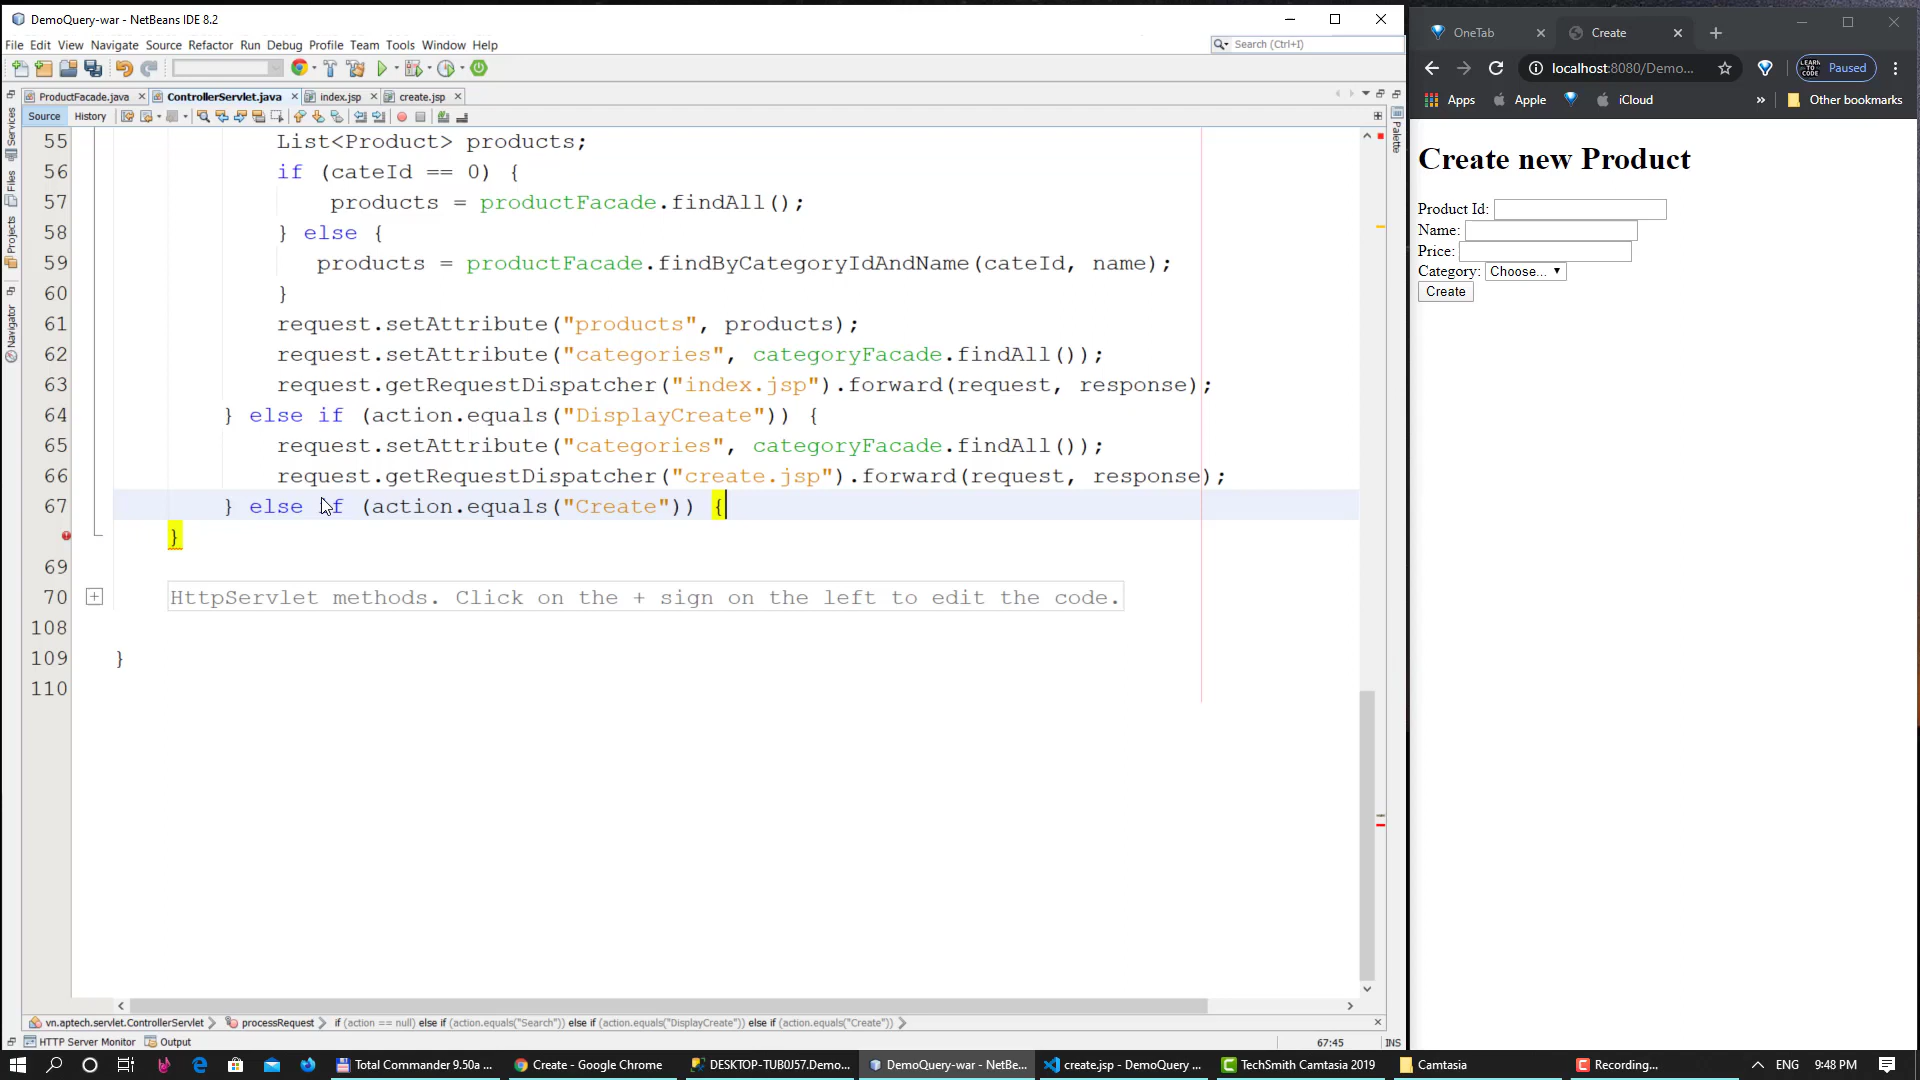 DemoQuery-war - NetBeans IDE 8.2
File Edit View Navigate Source Refactor Run Debug Profile Team Tools Window Help
Search (Ctrl+I)
ProductFacade.java ControllerServlet.java index.jsp create.jsp
Source History
Services
Files
Projects
Navigator
Palette
55 List<Product> products;
56 if (cateId == 0) {
57 products = productFacade.findAll();
58 } else {
59 products = productFacade.findByCategoryIdAndName(cateId, name);
60 }
61 request.setAttribute("products", products);
62 request.setAttribute("categories", categoryFacade.findAll());
63 request.getRequestDispatcher("index.jsp").forward(request, response);
64 } else if (action.equals("DisplayCreate")) {
65 request.setAttribute("categories", categoryFacade.findAll());
66 request.getRequestDispatcher("create.jsp").forward(request, response);
67 } else if (action.equals("Create")) {
}
69
70 HttpServlet methods. Click on the + sign on the left to edit the code.
108
109 }
110
vn.aptech.servlet.ControllerServlet processRequest if (action == null) else if (action.equals("Search")) else if (action.equals("DisplayCreate")) else if (action.equals("Create"))
HTTP Server Monitor Output
67:45 INS
OneTab Create
localhost:8080/Demo...
LEARN TO CODE Paused
Apps Apple iCloud » Other bookmarks
Create new Product
Product Id:
Name:
Price:
Category: Choose...
Create
Total Commander 9.50a ... Create - Google Chrome DESKTOP-TUB0J57.Demo... DemoQuery-war - NetBe... create.jsp - DemoQuery ... TechSmith Camtasia 2019 Camtasia Recording... ENG 9:48 PM